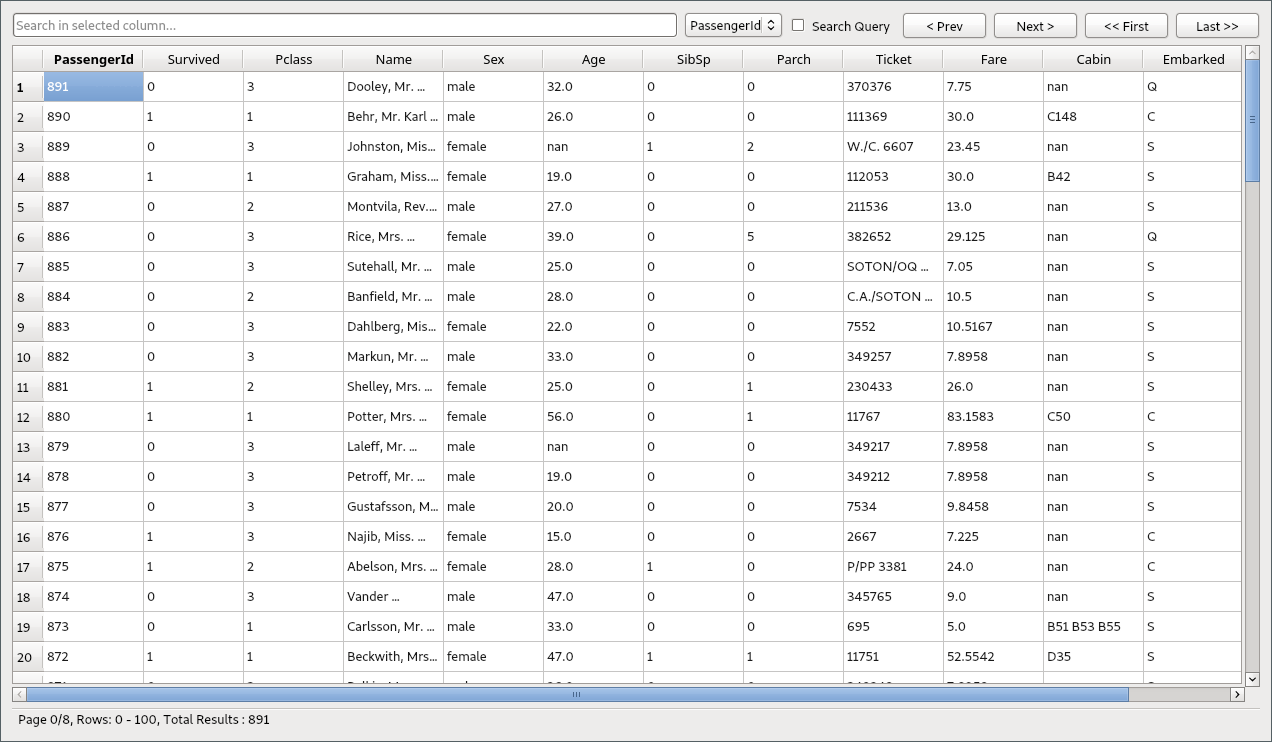 Search in selected column... PassengerId Search Query < Prev Next > << First Last >>
PassengerId Survived Pclass Name Sex Age SibSp Parch Ticket Fare Cabin Embarked
1 891 0 3 Dooley, Mr. ... male 32.0 0 0 370376 7.75 nan Q
2 890 1 1 Behr, Mr. Karl ... male 26.0 0 0 111369 30.0 C148 C
3 889 0 3 Johnston, Mis... female nan 1 2 W./C. 6607 23.45 nan S
4 888 1 1 Graham, Miss.... female 19.0 0 0 112053 30.0 B42 S
5 887 0 2 Montvila, Rev.... male 27.0 0 0 211536 13.0 nan S
6 886 0 3 Rice, Mrs. ... female 39.0 0 5 382652 29.125 nan Q
7 885 0 3 Sutehall, Mr. ... male 25.0 0 0 SOTON/OQ ... 7.05 nan S
8 884 0 2 Banfield, Mr. ... male 28.0 0 0 C.A./SOTON ... 10.5 nan S
9 883 0 3 Dahlberg, Mis... female 22.0 0 0 7552 10.5167 nan S
10 882 0 3 Markun, Mr. ... male 33.0 0 0 349257 7.8958 nan S
11 881 1 2 Shelley, Mrs. ... female 25.0 0 1 230433 26.0 nan S
12 880 1 1 Potter, Mrs. ... female 56.0 0 1 11767 83.1583 C50 C
13 879 0 3 Laleff, Mr. ... male nan 0 0 349217 7.8958 nan S
14 878 0 3 Petroff, Mr. ... male 19.0 0 0 349212 7.8958 nan S
15 877 0 3 Gustafsson, M... male 20.0 0 0 7534 9.8458 nan S
16 876 1 3 Najib, Miss. ... female 15.0 0 0 2667 7.225 nan C
17 875 1 2 Abelson, Mrs. ... female 28.0 1 0 P/PP 3381 24.0 nan C
18 874 0 3 Vander ... male 47.0 0 0 345765 9.0 nan S
19 873 0 1 Carlsson, Mr. ... male 33.0 0 0 695 5.0 B51 B53 B55 S
20 872 1 1 Beckwith, Mrs... female 47.0 1 1 11751 52.5542 D35 S
Page 0/8, Rows: 0 - 100, Total Results : 891